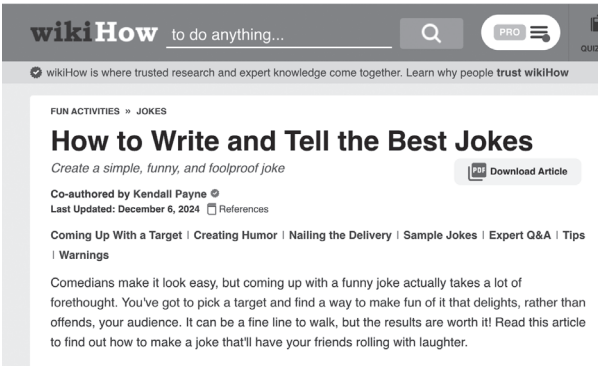 wikiHow to do anything... PRO
QUIZ
wikiHow is where trusted research and expert knowledge come together. Learn why people trust wikiHow
FUN ACTIVITIES » JOKES
How to Write and Tell the Best Jokes
Create a simple, funny, and foolproof joke
PDF Download Article
Co-authored by Kendall Payne
Last Updated: December 6, 2024 References
Coming Up With a Target | Creating Humor | Nailing the Delivery | Sample Jokes | Expert Q&A | Tips
| Warnings
Comedians make it look easy, but coming up with a funny joke actually takes a lot of
forethought. You've got to pick a target and find a way to make fun of it that delights, rather than
offends, your audience. It can be a fine line to walk, but the results are worth it! Read this article
to find out how to make a joke that'll have your friends rolling with laughter.